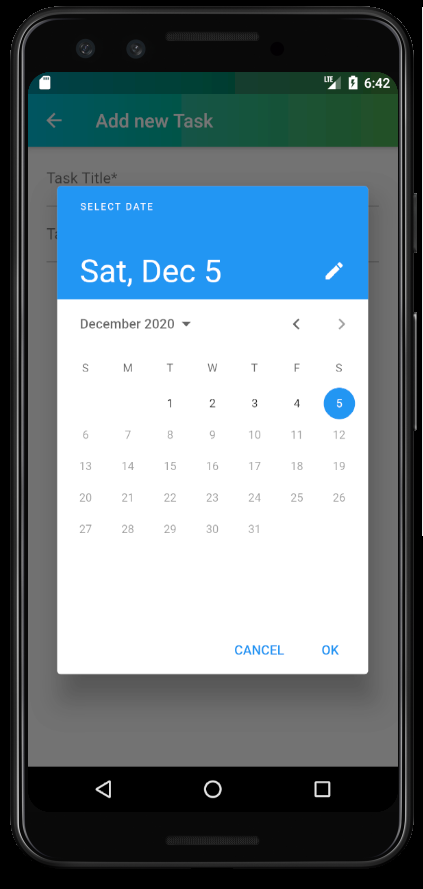 LTE 6:42
Add new Task
Task Title*
Ta
SELECT DATE
Sat, Dec 5
December 2020
S M T W T F S
1 2 3 4 5
6 7 8 9 10 11 12
13 14 15 16 17 18 19
20 21 22 23 24 25 26
27 28 29 30 31
CANCEL OK